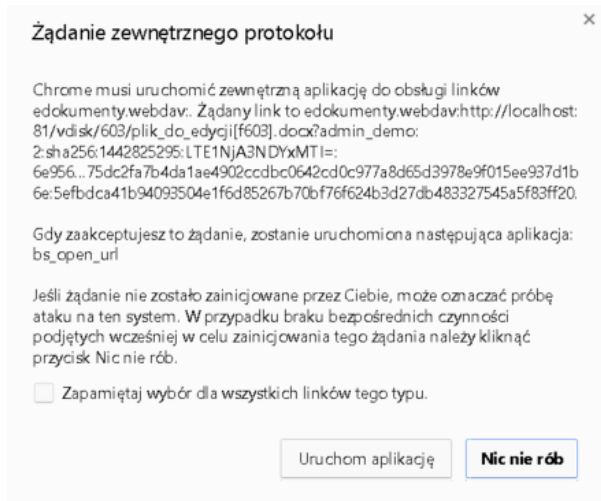 Żądanie zewnętrznego protokołu
Chrome musi uruchomić zewnętrzną aplikację do obsługi linków
edokumenty.webdav:. Żądany link to edokumenty.webdav:http://localhost:
81/vdisk/603/plik_do_edycji[f603].docx?admin_demo:
2:sha256:1442825295:LTE1NjA3NDYxMTI=:
6e956...75dc2fa7b4da1ae4902ccdbc0642cd0c977a8d65d3978e9f015ee937d1b
6e:5efbdca41b94093504e1f6d85267b70bf76f624b3d27db483327545a5f83ff20.
Gdy zaakceptujesz to żądanie, zostanie uruchomiona następująca aplikacja:
bs_open_url
Jeśli żądanie nie zostało zainicjowane przez Ciebie, może oznaczać próbę
ataku na ten system. W przypadku braku bezpośrednich czynności
podjętych wcześniej w celu zainicjowania tego żądania należy kliknąć
przycisk Nic nie rób.
Zapamiętaj wybór dla wszystkich linków tego typu.
Uruchom aplikację Nic nie rób